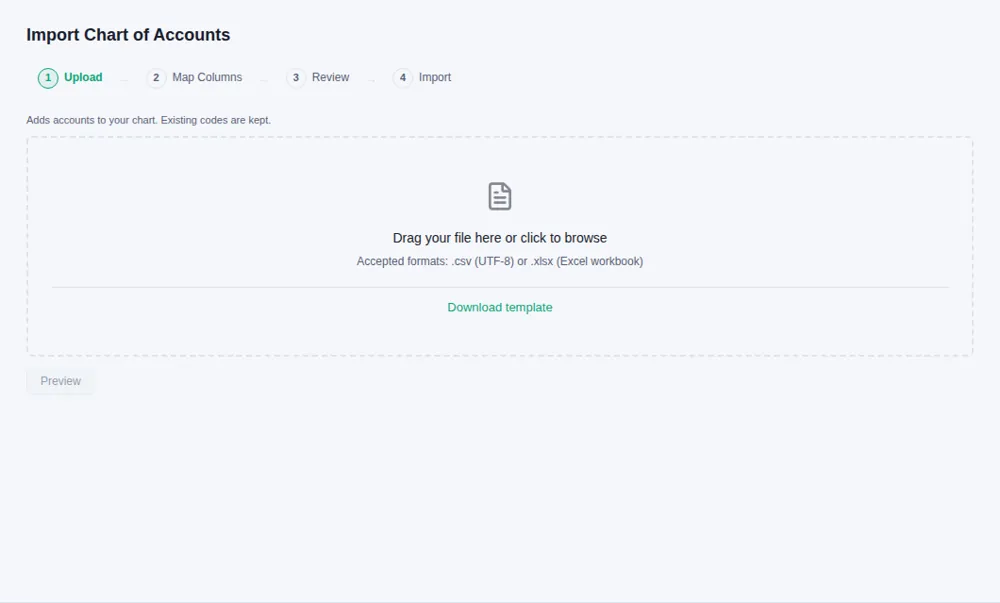 Import Chart of Accounts
1 Upload → 2 Map Columns → 3 Review → 4 Import
Adds accounts to your chart. Existing codes are kept.
Drag your file here or click to browse
Accepted formats: .csv (UTF-8) or .xlsx (Excel workbook)
Download template
Preview